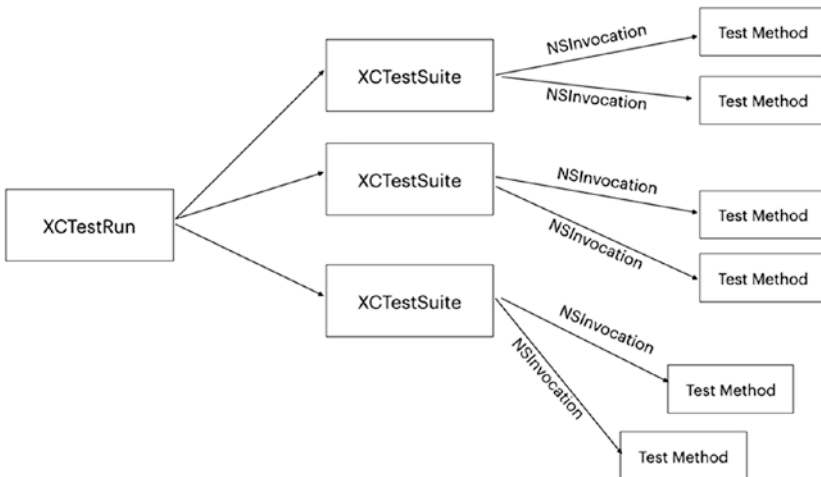 NSInvocation
Test Method
XCTestSuite
NSInvocation
Test Method
XCTestRun
XCTestSuite
NSInvocation
Test Method
NSInvocation
Test Method
XCTestSuite
NSInvocation
Test Method
NSInvocation
Test Method